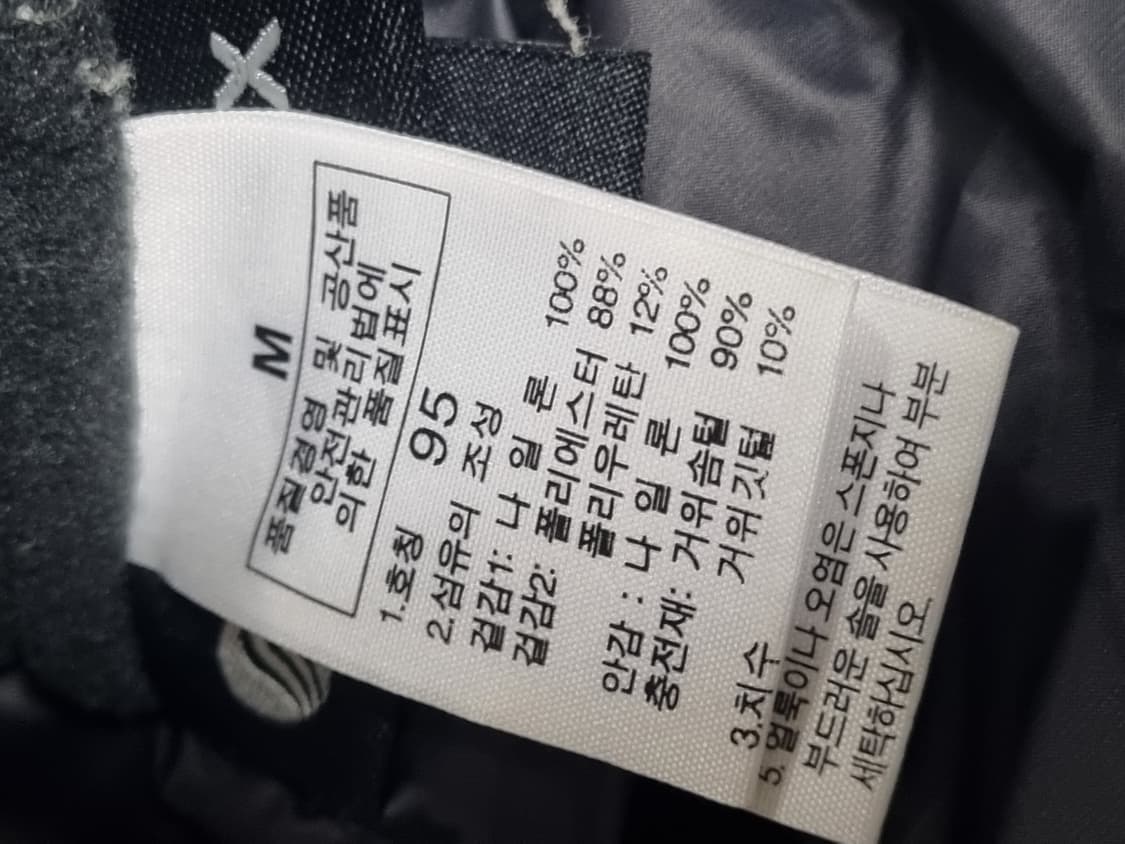 M
품질경영 및 공산품
안전관리법에
의한 품질표시
1.호칭 95
2.섬유의 조성
겉감1: 나 일 론 100%
겉감2: 폴리에스터 88%
폴리우레탄 12%
안감 : 나 일 론 100%
충전재: 거위솜털 90%
거위깃털 10%
3.치수
5. 얼룩이나 오염은 스폰지나
부드러운 솔을 사용하여 부분
세탁하십시오.